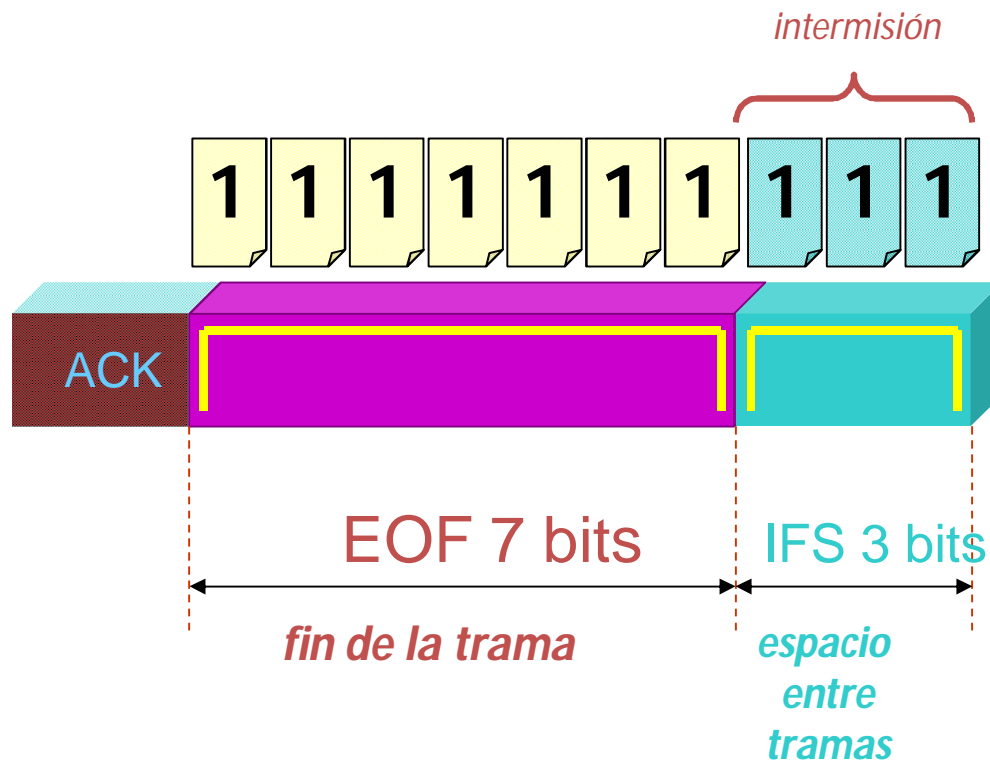 intermisión
1 1 1 1 1 1 1 1 1 1
ACK
EOF 7 bits
IFS 3 bits
fin de la trama
espacio
entre
tramas